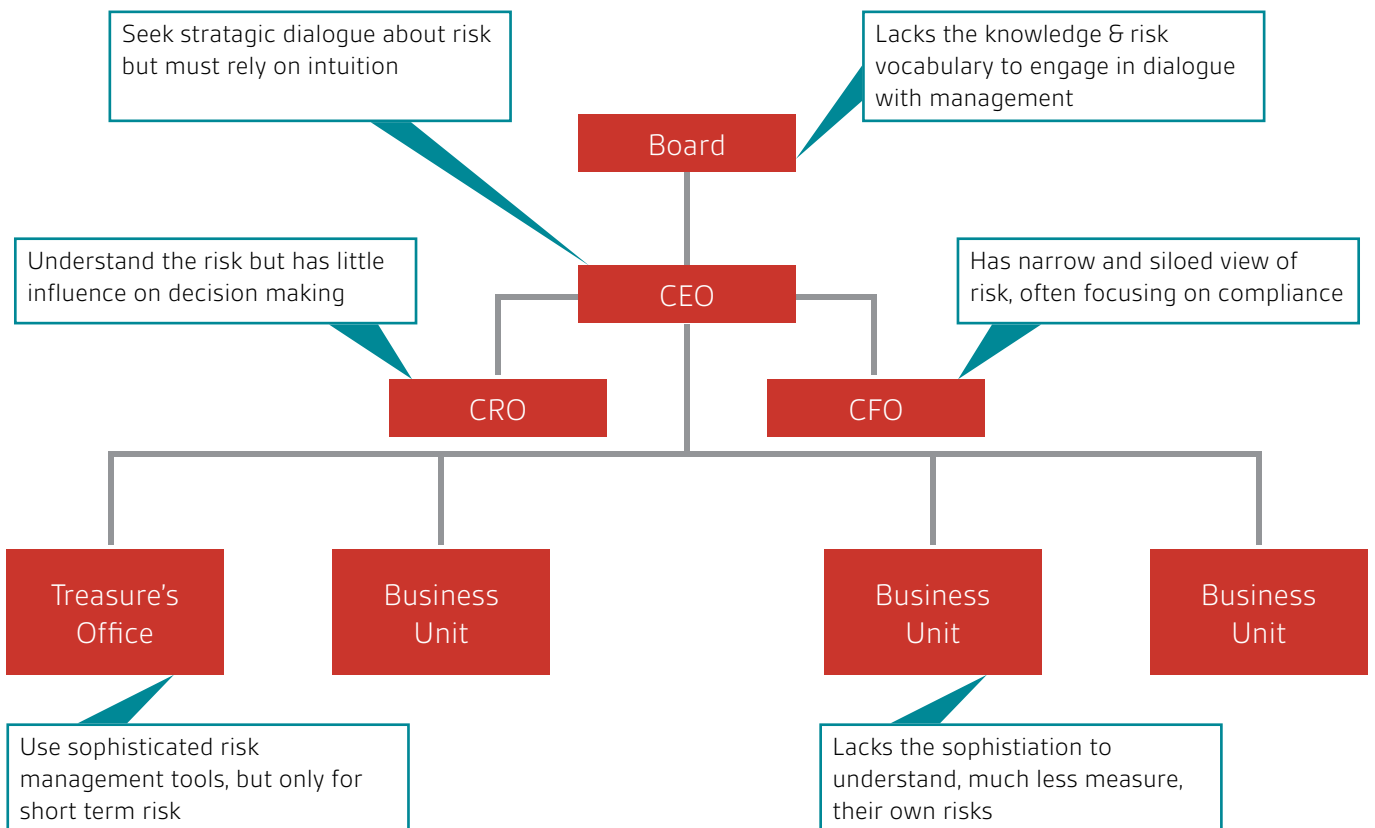 Seek stratagic dialogue about risk
but must rely on intuition
Lacks the knowledge & risk
vocabulary to engage in dialogue
with management
Board
Understand the risk but has little
influence on decision making
CEO
Has narrow and siloed view of
risk, often focusing on compliance
CRO
CFO
Treasure's
Office
Business
Unit
Business
Unit
Business
Unit
Use sophisticated risk
management tools, but only for
short term risk
Lacks the sophistiation to
understand, much less measure,
their own risks